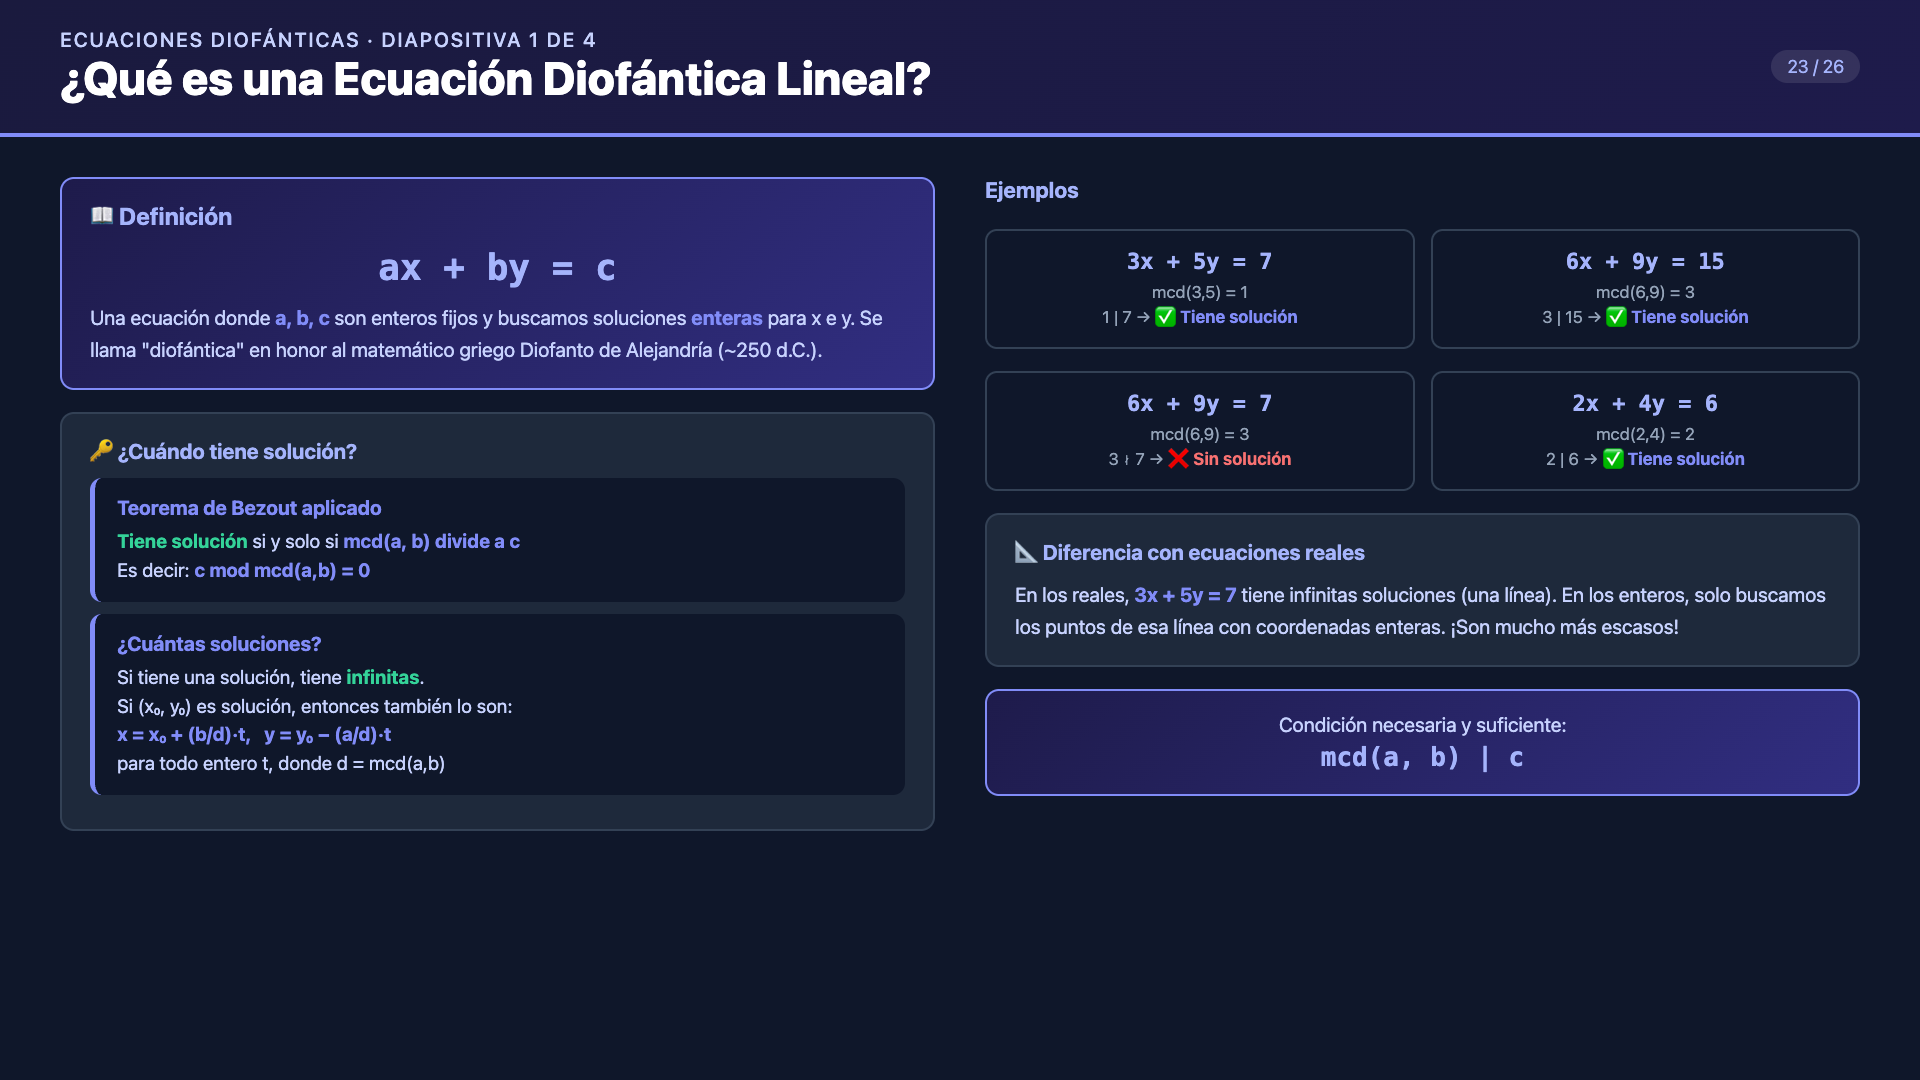 ECUACIONES DIOFÁNTICAS · DIAPOSITIVA 1 DE 4
¿Qué es una Ecuación Diofántica Lineal?
23 / 26
📖 Definición
ax + by = c
Una ecuación donde a, b, c son enteros fijos y buscamos soluciones enteras para x e y. Se
llama "diofántica" en honor al matemático griego Diofanto de Alejandría (~250 d.C.).
🔑 ¿Cuándo tiene solución?
Teorema de Bezout aplicado
Tiene solución si y solo si mcd(a, b) divide a c
Es decir: c mod mcd(a,b) = 0
¿Cuántas soluciones?
Si tiene una solución, tiene infinitas.
Si (x₀, y₀) es solución, entonces también lo son:
x = x₀ + (b/d)·t, y = y₀ − (a/d)·t
para todo entero t, donde d = mcd(a,b)
Ejemplos
3x + 5y = 7
mcd(3,5) = 1
1 | 7 → ✅ Tiene solución
6x + 9y = 15
mcd(6,9) = 3
3 | 15 → ✅ Tiene solución
6x + 9y = 7
mcd(6,9) = 3
3 ∤ 7 → ❌ Sin solución
2x + 4y = 6
mcd(2,4) = 2
2 | 6 → ✅ Tiene solución
📐 Diferencia con ecuaciones reales
En los reales, 3x + 5y = 7 tiene infinitas soluciones (una línea). En los enteros, solo buscamos
los puntos de esa línea con coordenadas enteras. ¡Son mucho más escasos!
Condición necesaria y suficiente:
mcd(a, b) | c